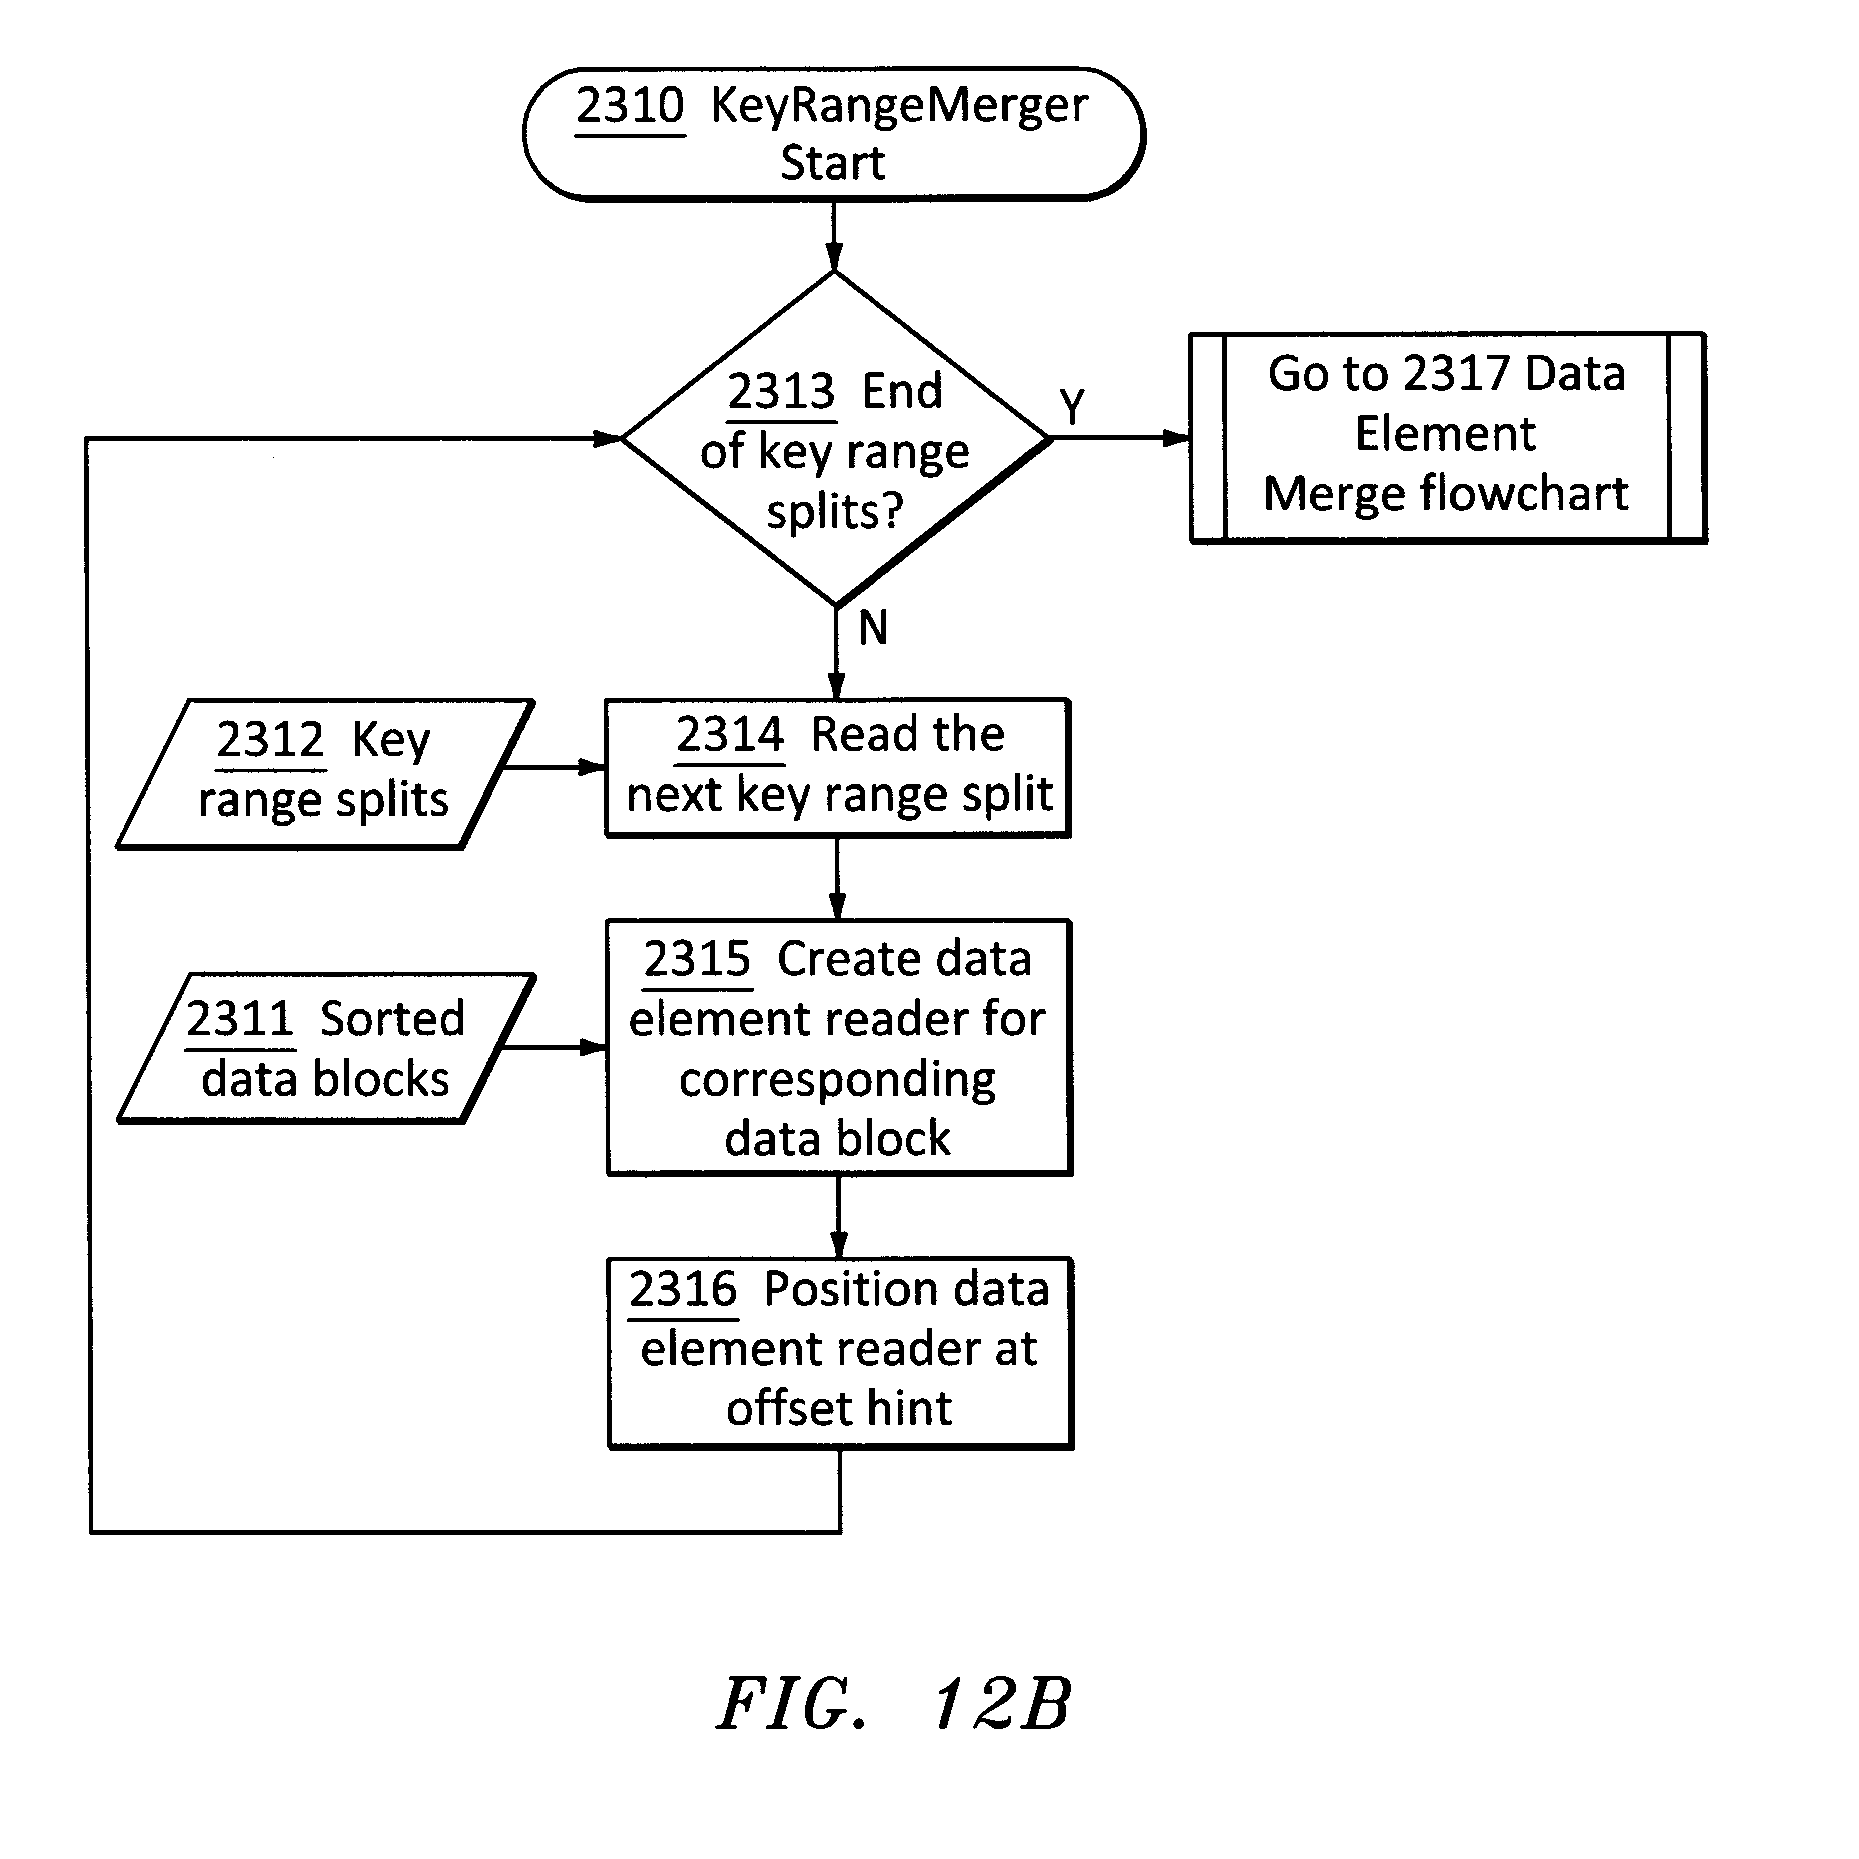 2310 KeyRangeMerger
Start
2313 End
of key range
splits?
Y
Go to 2317 Data
Element
Merge flowchart
N
2312 Key
range splits
2314 Read the
next key range split
2311 Sorted
data blocks
2315 Create data
element reader for
corresponding
data block
2316 Position data
element reader at
offset hint
FIG. 12B